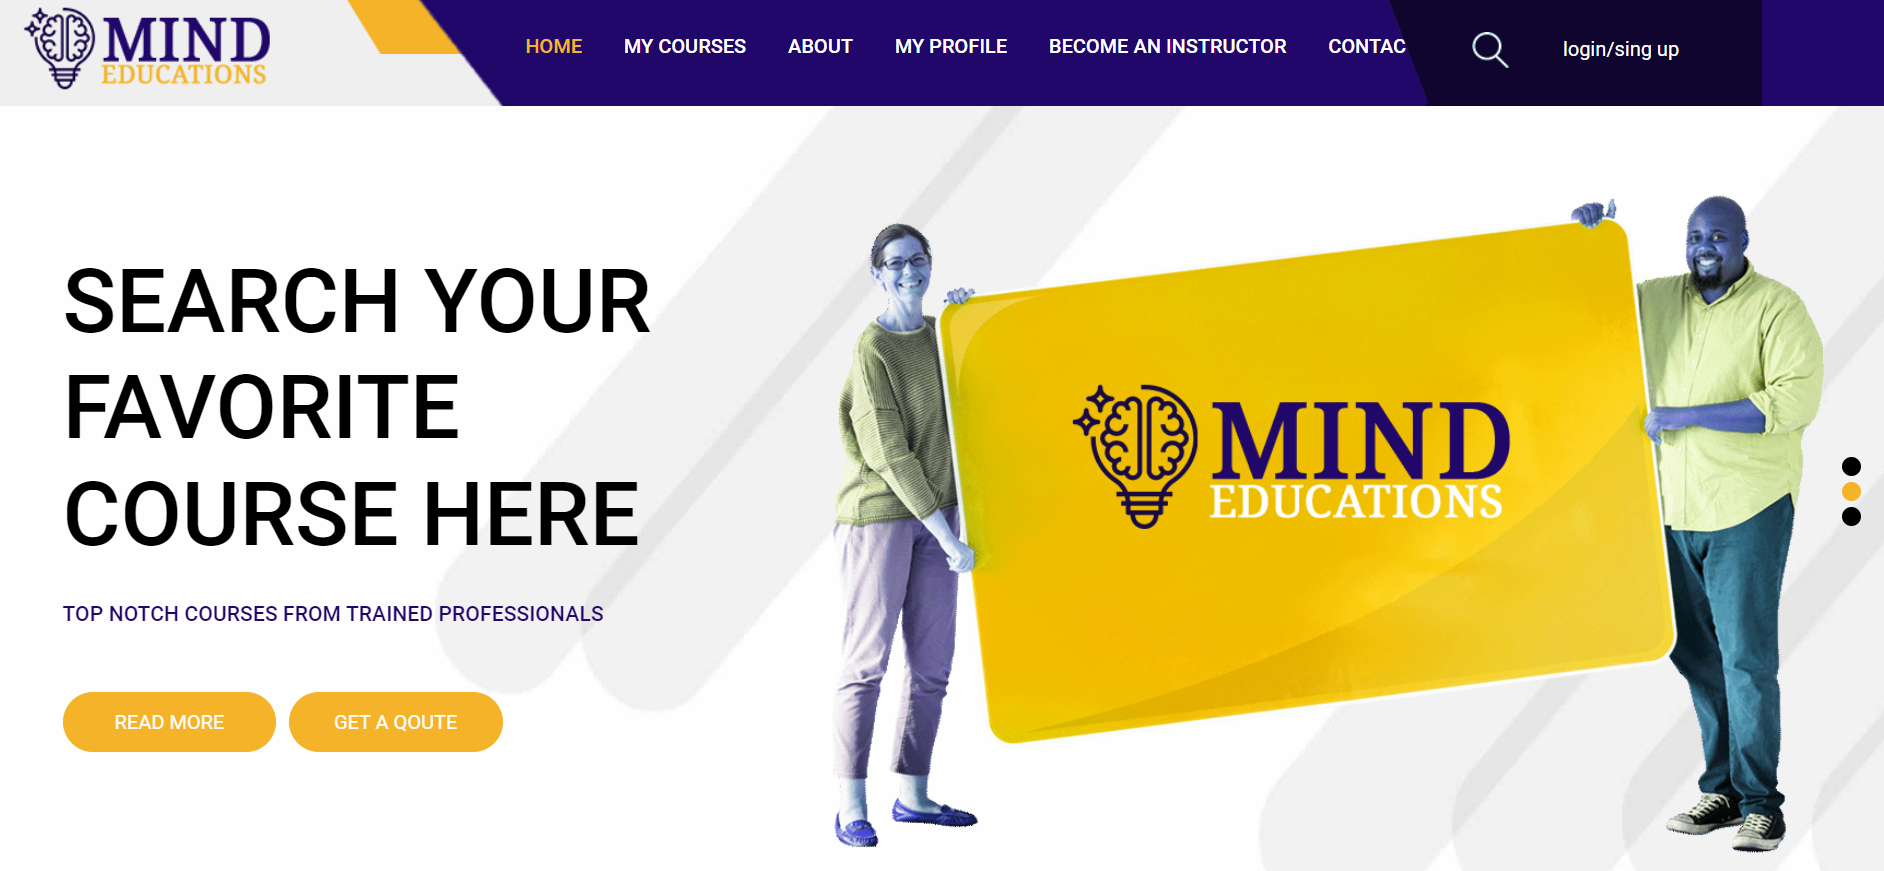 MIND
EDUCATIONS
HOME MY COURSES ABOUT MY PROFILE BECOME AN INSTRUCTOR CONTAC
login/sing up
SEARCH YOUR
FAVORITE
COURSE HERE
TOP NOTCH COURSES FROM TRAINED PROFESSIONALS
READ MORE GET A QOUTE
MIND
EDUCATIONS